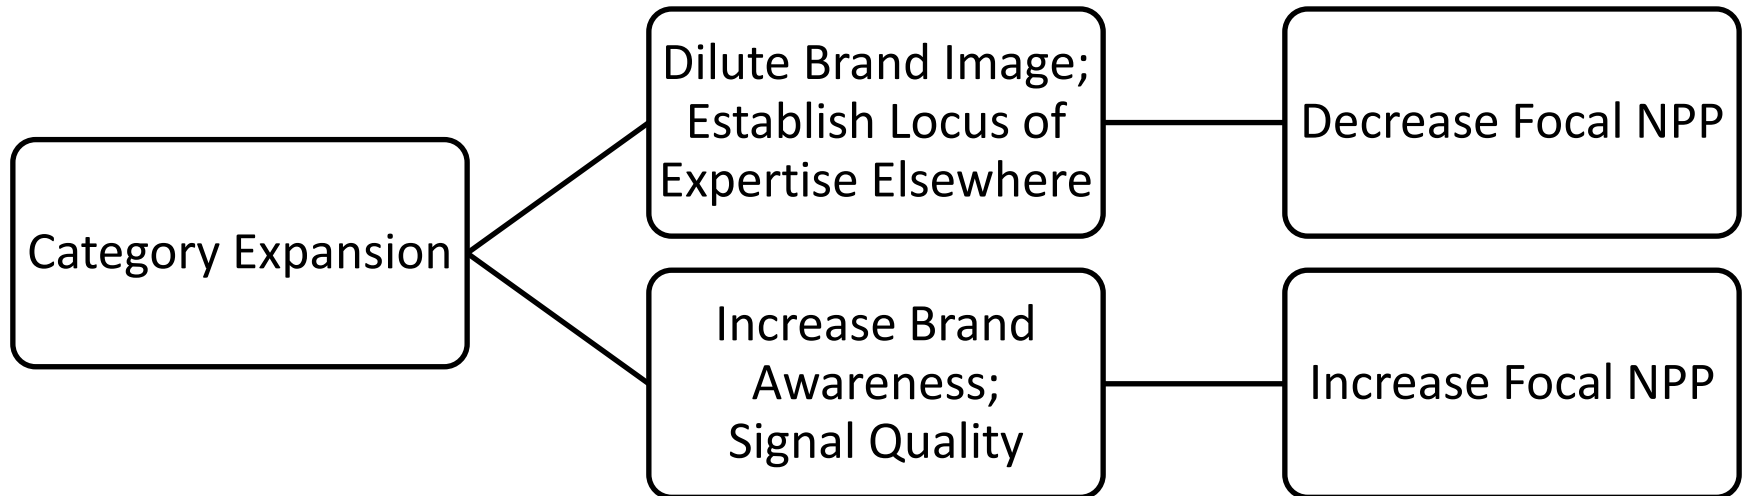 Category Expansion
Dilute Brand Image;
Establish Locus of
Expertise Elsewhere
Decrease Focal NPP
Increase Brand
Awareness;
Signal Quality
Increase Focal NPP